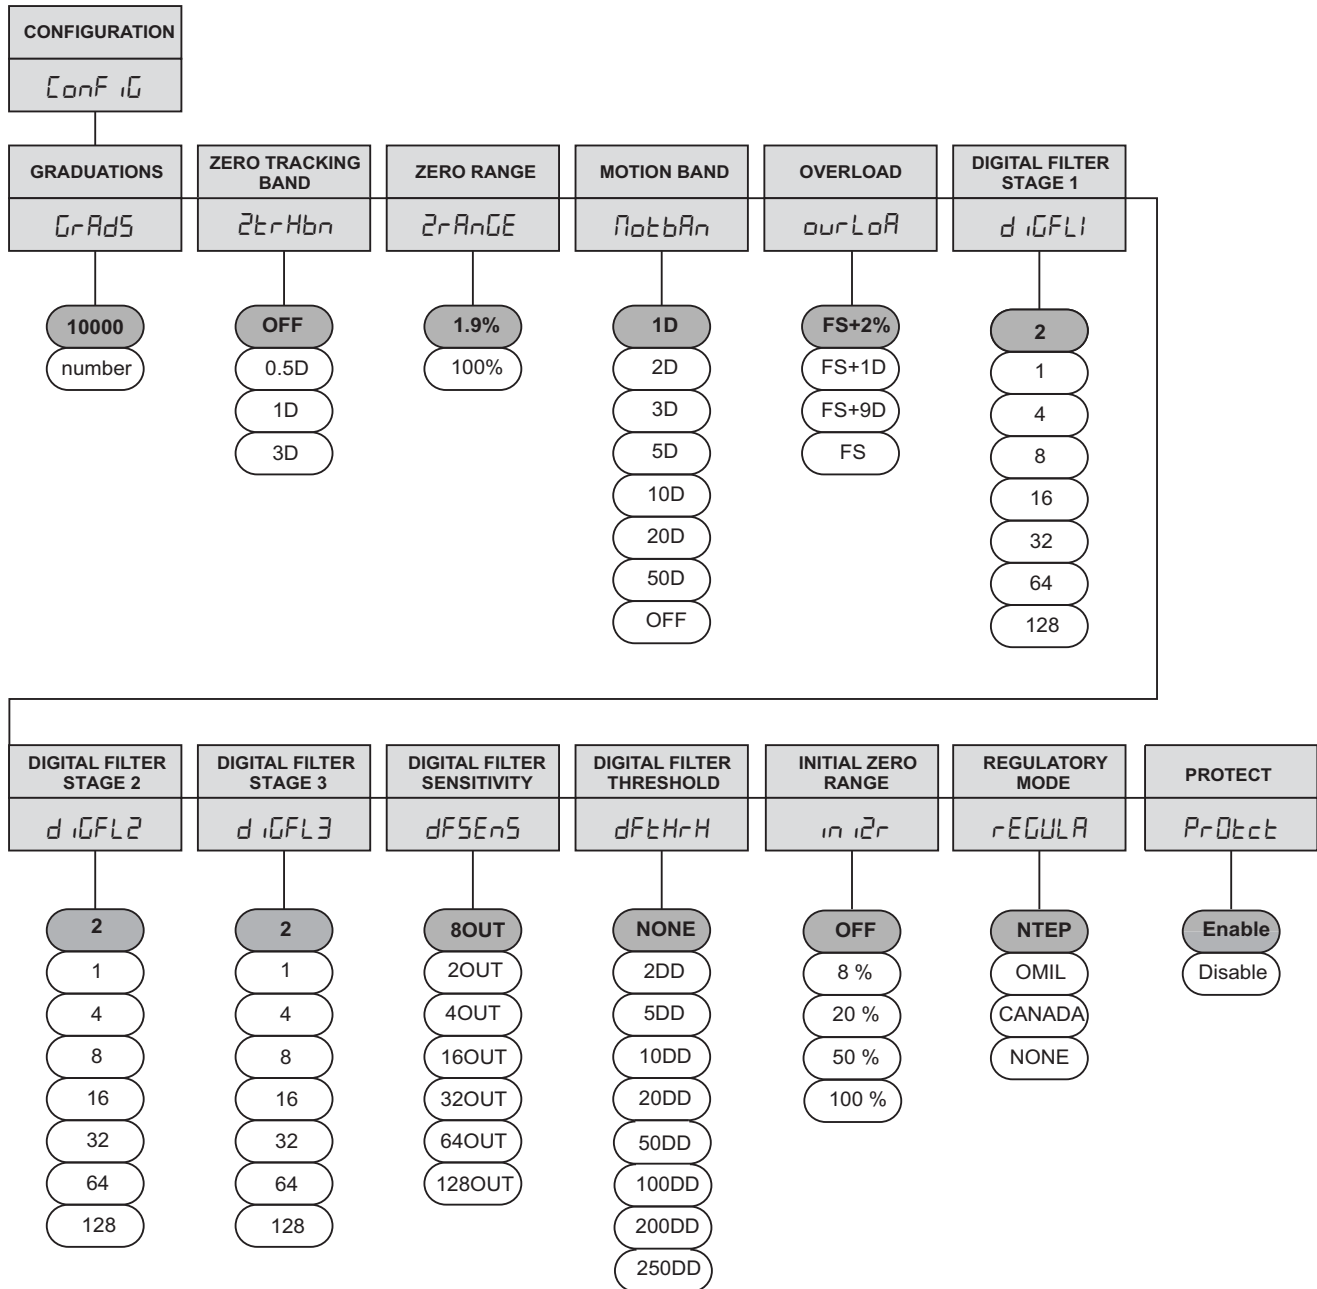 CONFIGURATION
ConFiG
GRADUATIONS
GrAdS
10000
number
ZERO TRACKING
BAND
ZtrHbn
OFF
0.5D
1D
3D
ZERO RANGE
ZrAnGE
1.9%
100%
MOTION BAND
MotbAn
1D
2D
3D
5D
10D
20D
50D
OFF
OVERLOAD
ourLoA
FS+2%
FS+1D
FS+9D
FS
DIGITAL FILTER
STAGE 1
diGFL1
2
1
4
8
16
32
64
128
DIGITAL FILTER
STAGE 2
diGFL2
2
1
4
8
16
32
64
128
DIGITAL FILTER
STAGE 3
diGFL3
2
1
4
8
16
32
64
128
DIGITAL FILTER
SENSITIVITY
dFSEnS
8OUT
2OUT
4OUT
16OUT
32OUT
64OUT
128OUT
DIGITAL FILTER
THRESHOLD
dFtHrH
NONE
2DD
5DD
10DD
20DD
50DD
100DD
200DD
250DD
INITIAL ZERO
RANGE
iniZr
OFF
8 %
20 %
50 %
100 %
REGULATORY
MODE
rEGULA
NTEP
OMIL
CANADA
NONE
PROTECT
PrOtct
Enable
Disable